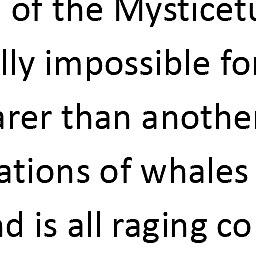 of the Mysticetu
lly impossible for
arer than another
ations of whales
nd is all raging co